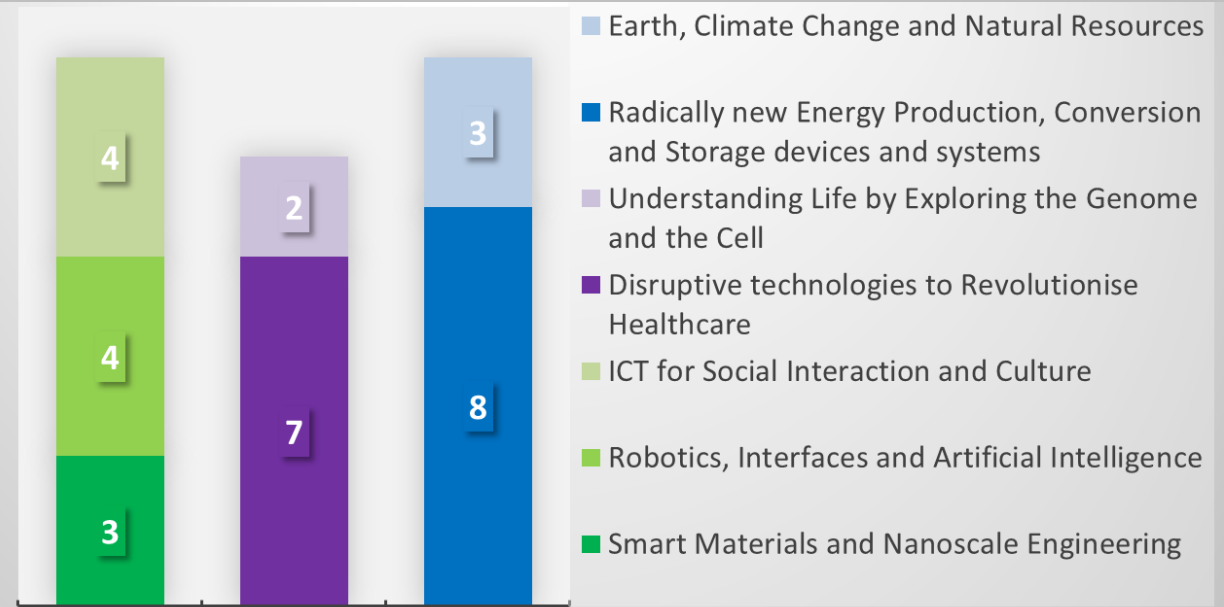 4
4
3
2
7
3
8
Earth, Climate Change and Natural Resources
Radically new Energy Production, Conversion
and Storage devices and systems
Understanding Life by Exploring the Genome
and the Cell
Disruptive technologies to Revolutionise
Healthcare
ICT for Social Interaction and Culture
Robotics, Interfaces and Artificial Intelligence
Smart Materials and Nanoscale Engineering